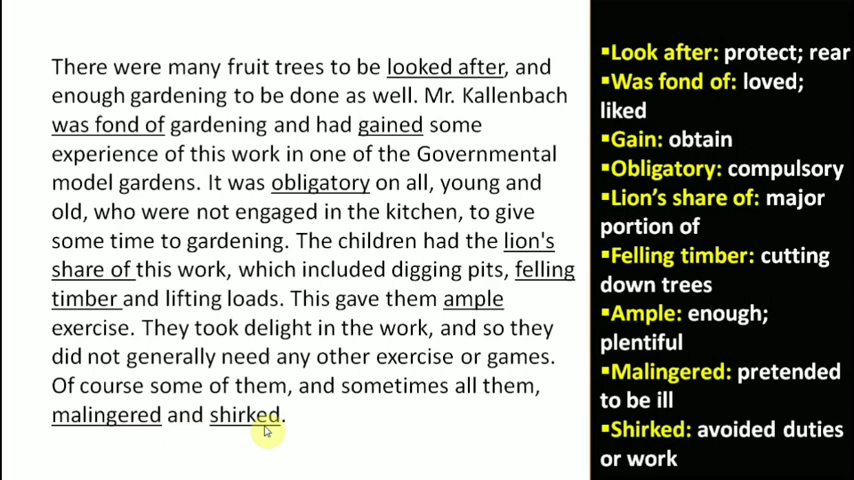 There were many fruit trees to be looked after, and
enough gardening to be done as well. Mr. Kallenbach
was fond of gardening and had gained some
experience of this work in one of the Governmental
model gardens. It was obligatory on all, young and
old, who were not engaged in the kitchen, to give
some time to gardening. The children had the lion's
share of this work, which included digging pits, felling
timber and lifting loads. This gave them ample
exercise. They took delight in the work, and so they
did not generally need any other exercise or games.
Of course some of them, and sometimes all them,
malingered and shirked.
▪Look after: protect; rear
▪Was fond of: loved;
liked
▪Gain: obtain
▪Obligatory: compulsory
▪Lion’s share of: major
portion of
▪Felling timber: cutting
down trees
▪Ample: enough;
plentiful
▪Malingered: pretended
to be ill
▪Shirked: avoided duties
or work